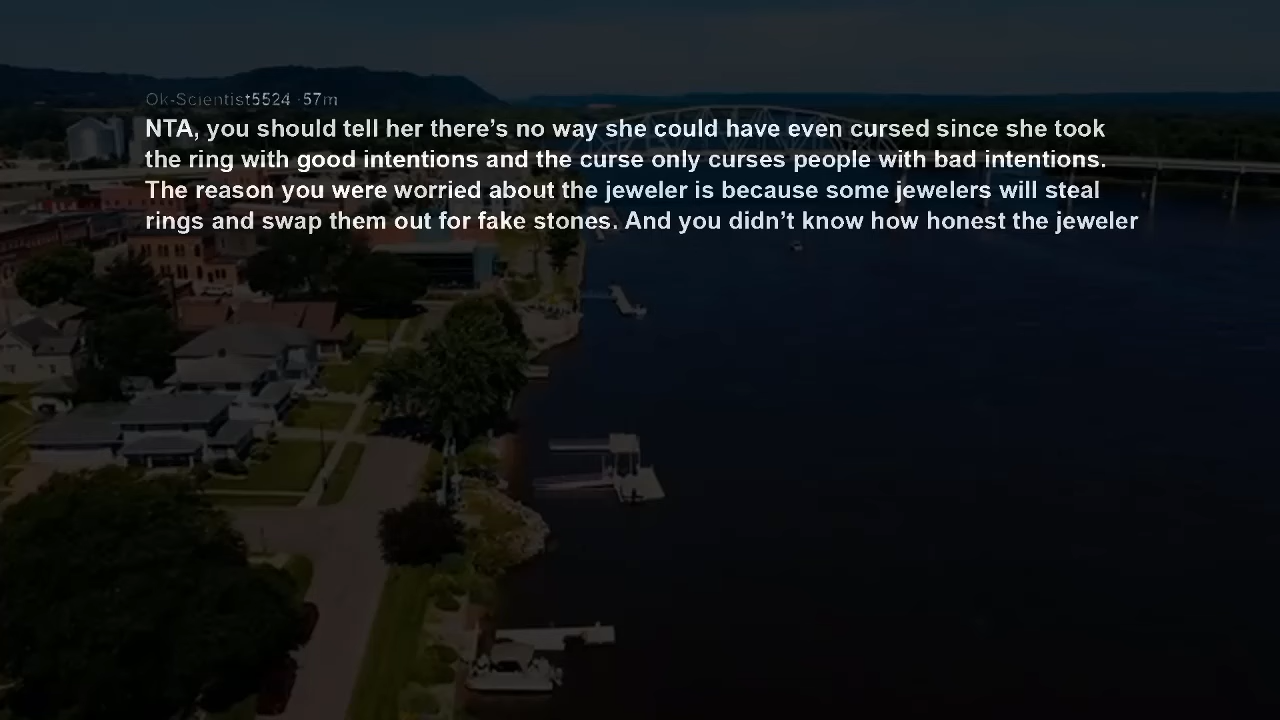 Ok-Scientist5524 · 57m
NTA, you should tell her there’s no way she could have even cursed since she took
the ring with good intentions and the curse only curses people with bad intentions.
The reason you were worried about the jeweler is because some jewelers will steal
rings and swap them out for fake stones. And you didn’t know how honest the jeweler